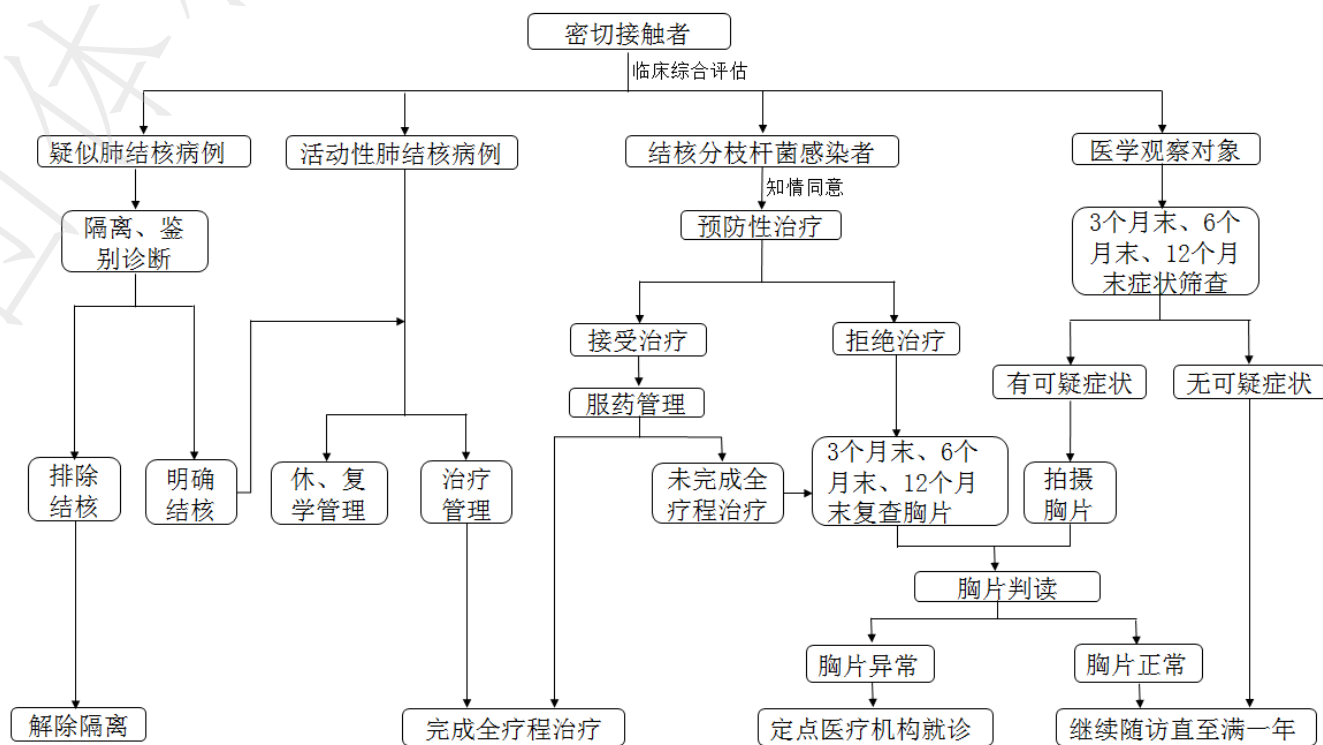 密切接触者
临床综合评估
疑似肺结核病例
活动性肺结核病例
结核分枝杆菌感染者
医学观察对象
知情同意
隔离、鉴
别诊断
预防性治疗
3个月末、6个
月末、12个月
末症状筛查
接受治疗
拒绝治疗
有可疑症状
无可疑症状
服药管理
排除
结核
明确
结核
休、复
学管理
治疗
管理
未完成全
疗程治疗
3个月末、6个
月末、12个月
末复查胸片
拍摄
胸片
胸片判读
胸片异常
胸片正常
解除隔离
完成全疗程治疗
定点医疗机构就诊
继续随访直至满一年